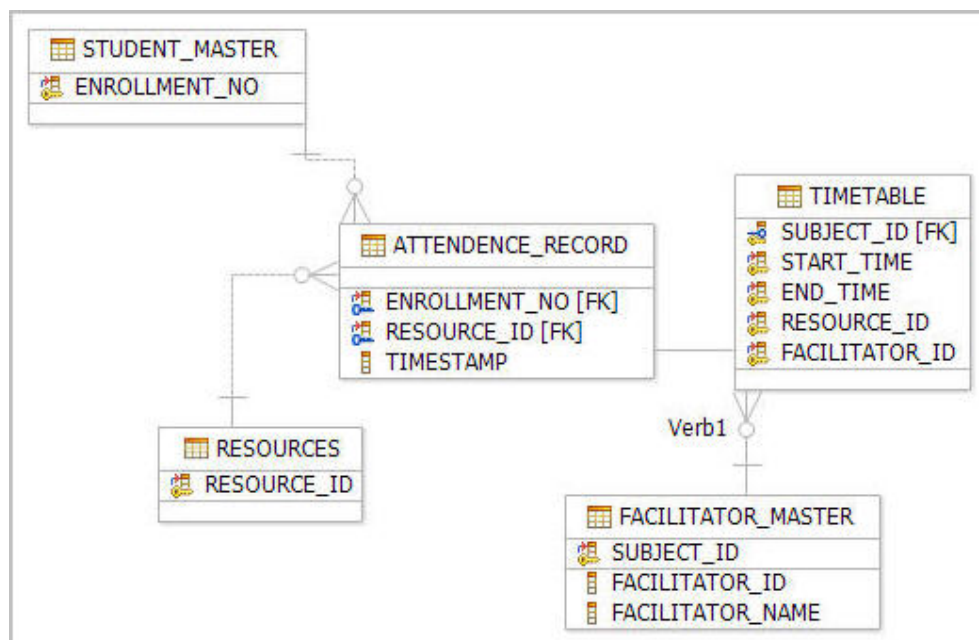 STUDENT_MASTER
ENROLLMENT_NO
ATTENDENCE_RECORD
ENROLLMENT_NO [FK]
RESOURCE_ID [FK]
TIMESTAMP
TIMETABLE
SUBJECT_ID [FK]
START_TIME
END_TIME
RESOURCE_ID
FACILITATOR_ID
Verb1
RESOURCES
RESOURCE_ID
FACILITATOR_MASTER
SUBJECT_ID
FACILITATOR_ID
FACILITATOR_NAME